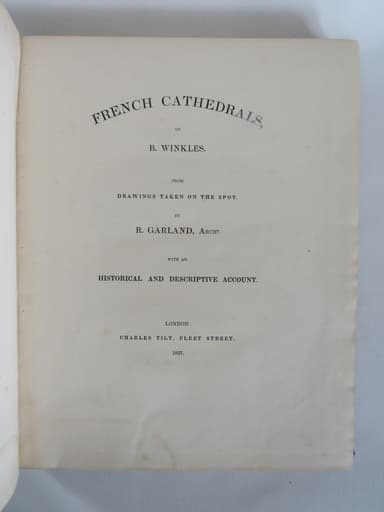 FRENCH CATHEDRALS,
BY
B. WINKLES.
FROM
DRAWINGS TAKEN ON THE SPOT
BY
R. GARLAND, ARCHT.
WITH AN
HISTORICAL AND DESCRIPTIVE ACCOUNT.
LONDON
CHARLES TILT, FLEET STREET.
1837.